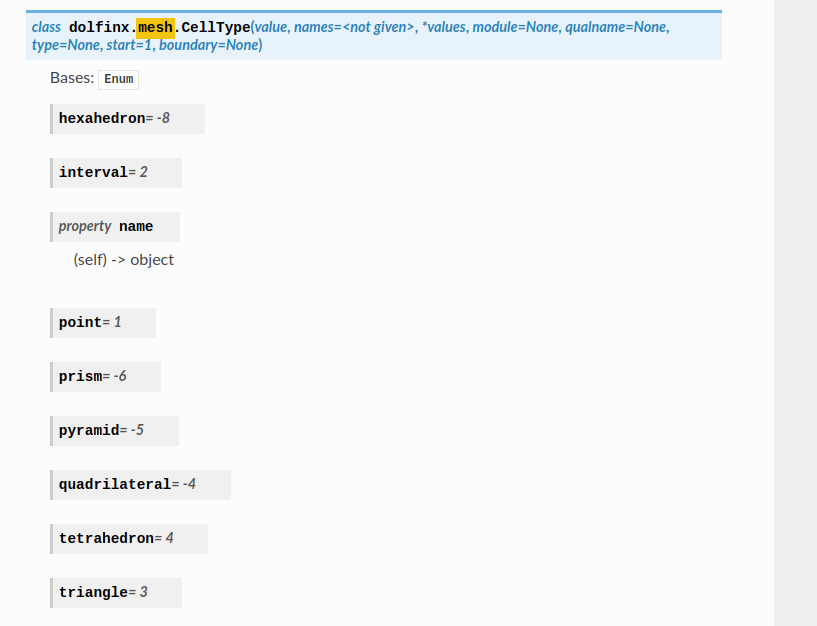 class dolfinx.mesh.CellType(value, names=<not given>, *values, module=None, qualname=None,
type=None, start=1, boundary=None)
Bases: Enum
hexahedron= -8
interval= 2
property name
(self) -> object
point= 1
prism= -6
pyramid= -5
quadrilateral= -4
tetrahedron= 4
triangle= 3